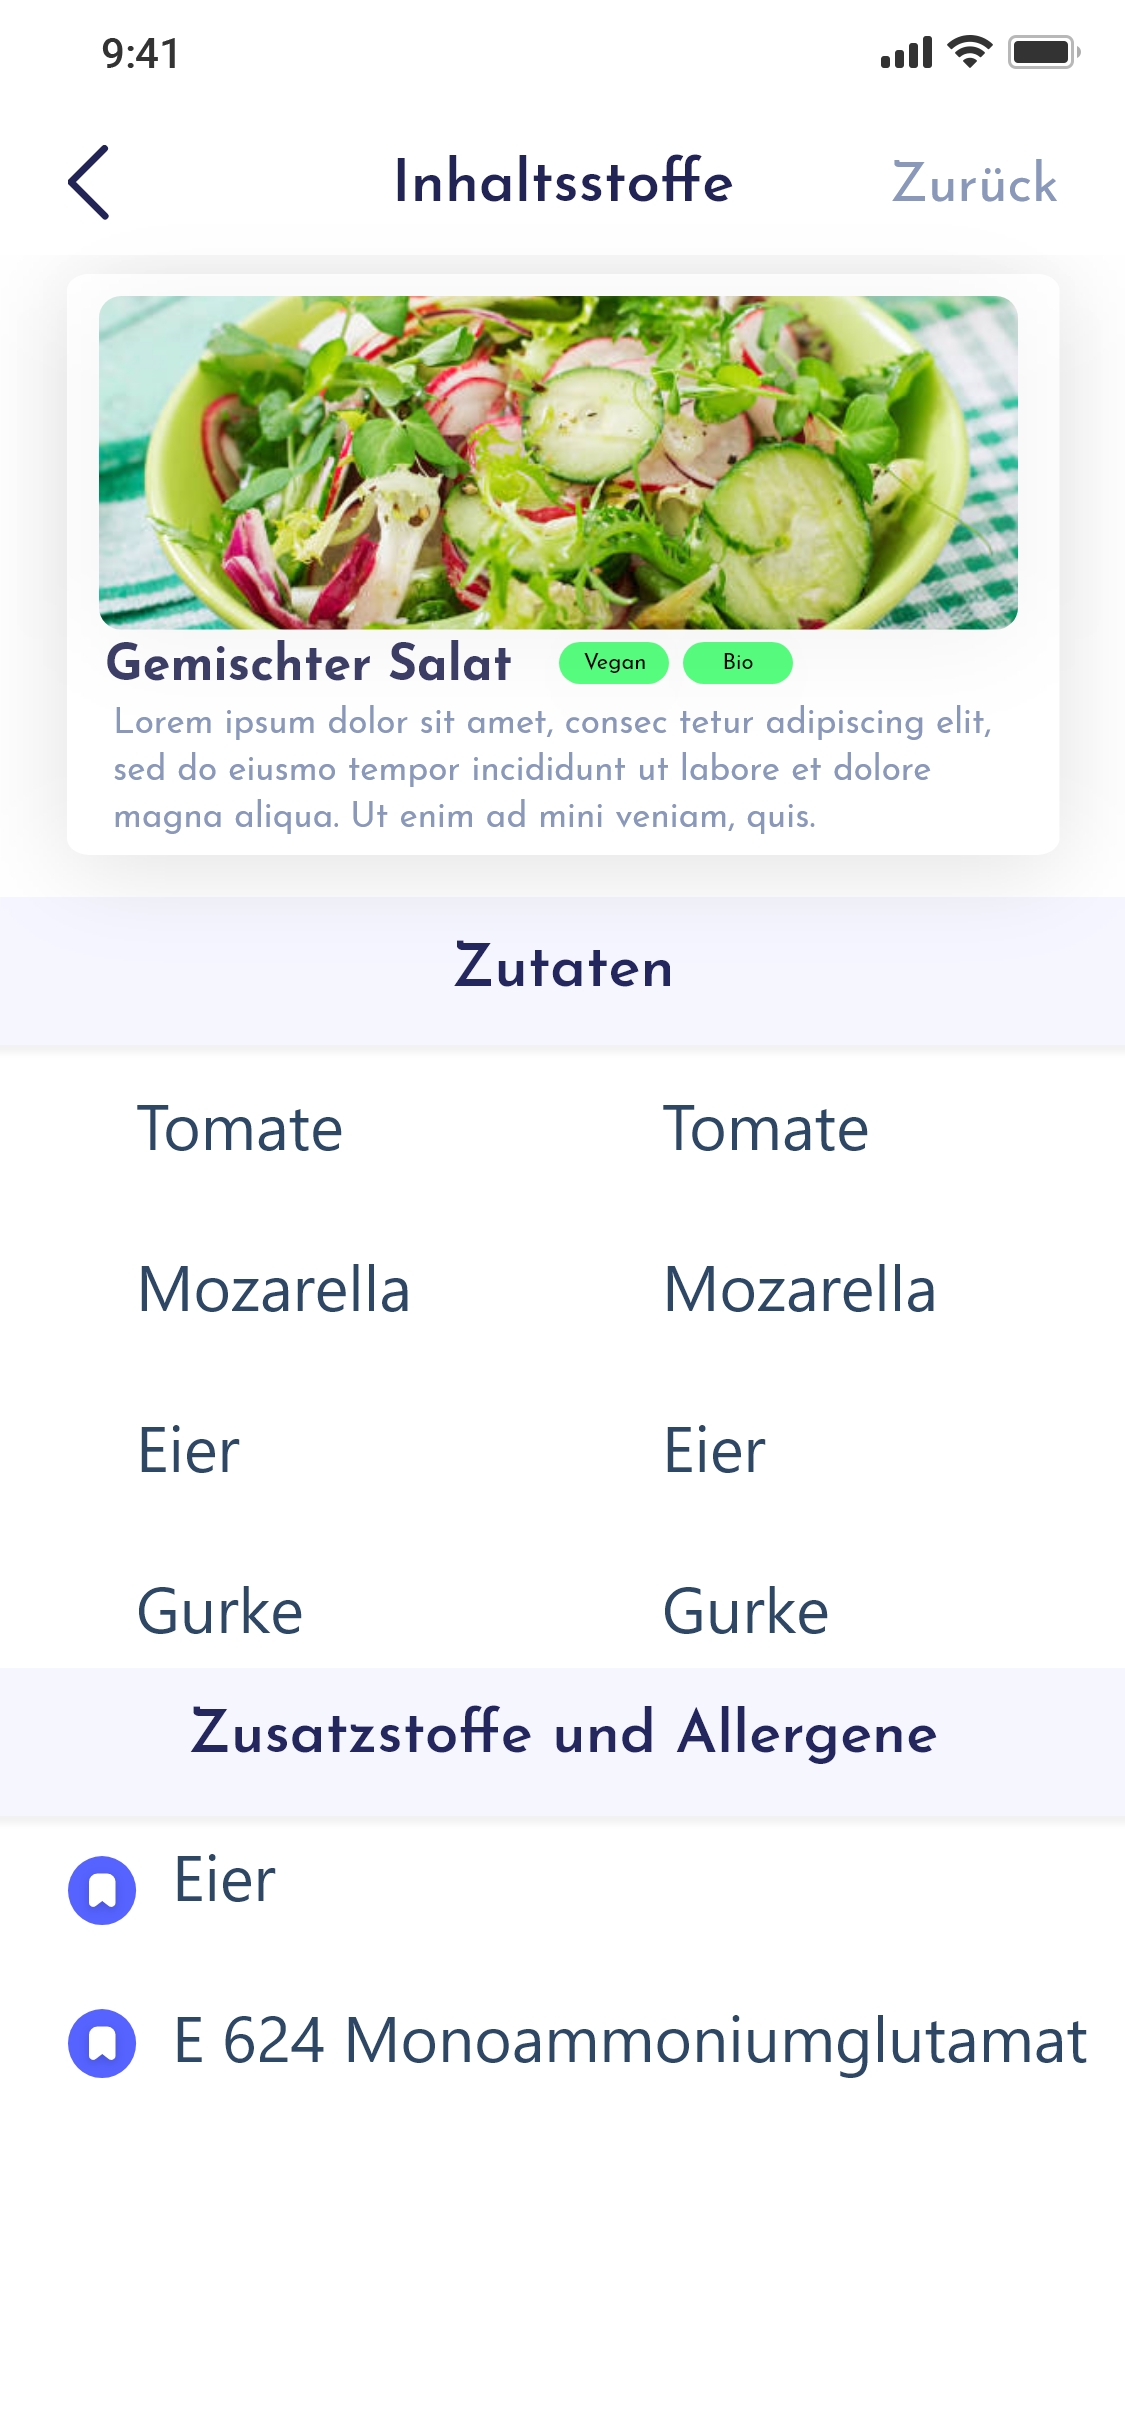 9:41
Inhaltsstoffe Zurück
Gemischter Salat Vegan Bio
Lorem ipsum dolor sit amet, consec tetur adipiscing elit,
sed do eiusmo tempor incididunt ut labore et dolore
magna aliqua. Ut enim ad mini veniam, quis.
Zutaten
Tomate Tomate
Mozarella Mozarella
Eier Eier
Gurke Gurke
Zusatzstoffe und Allergene
Eier
E 624 Monoammoniumglutamat